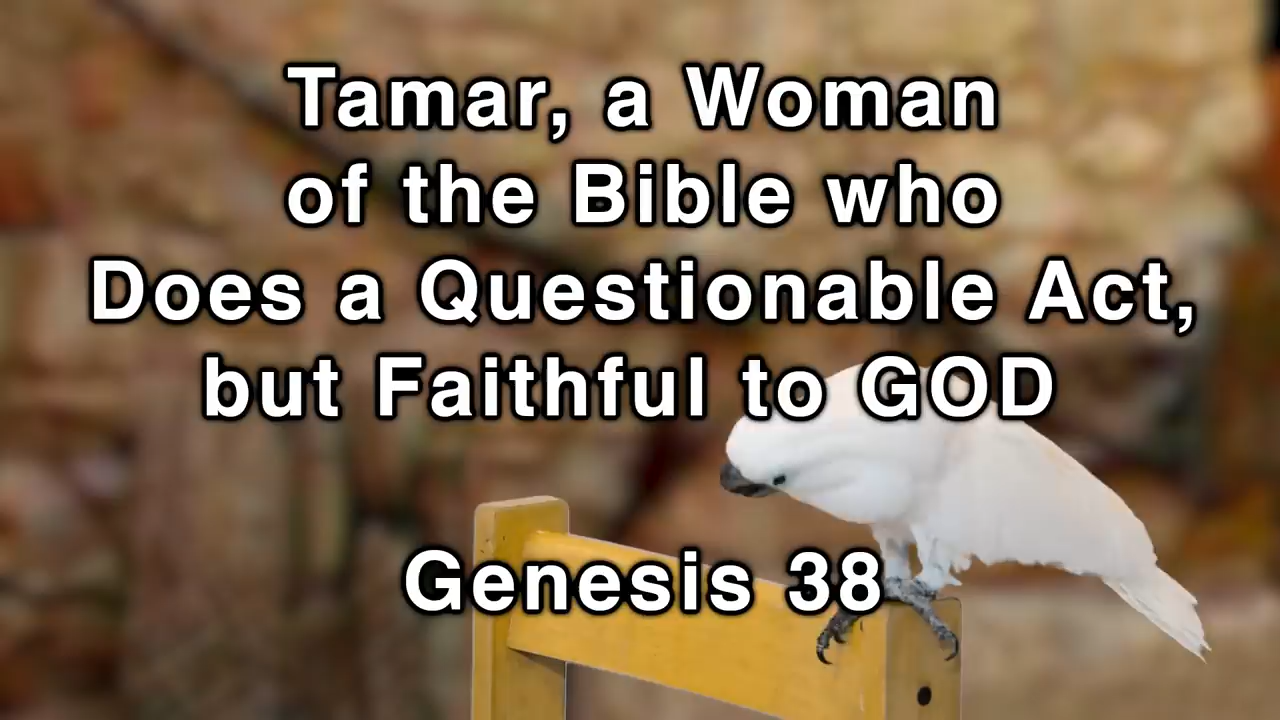 Tamar, a Woman
of the Bible who
Does a Questionable Act,
but Faithful to GOD
Genesis 38